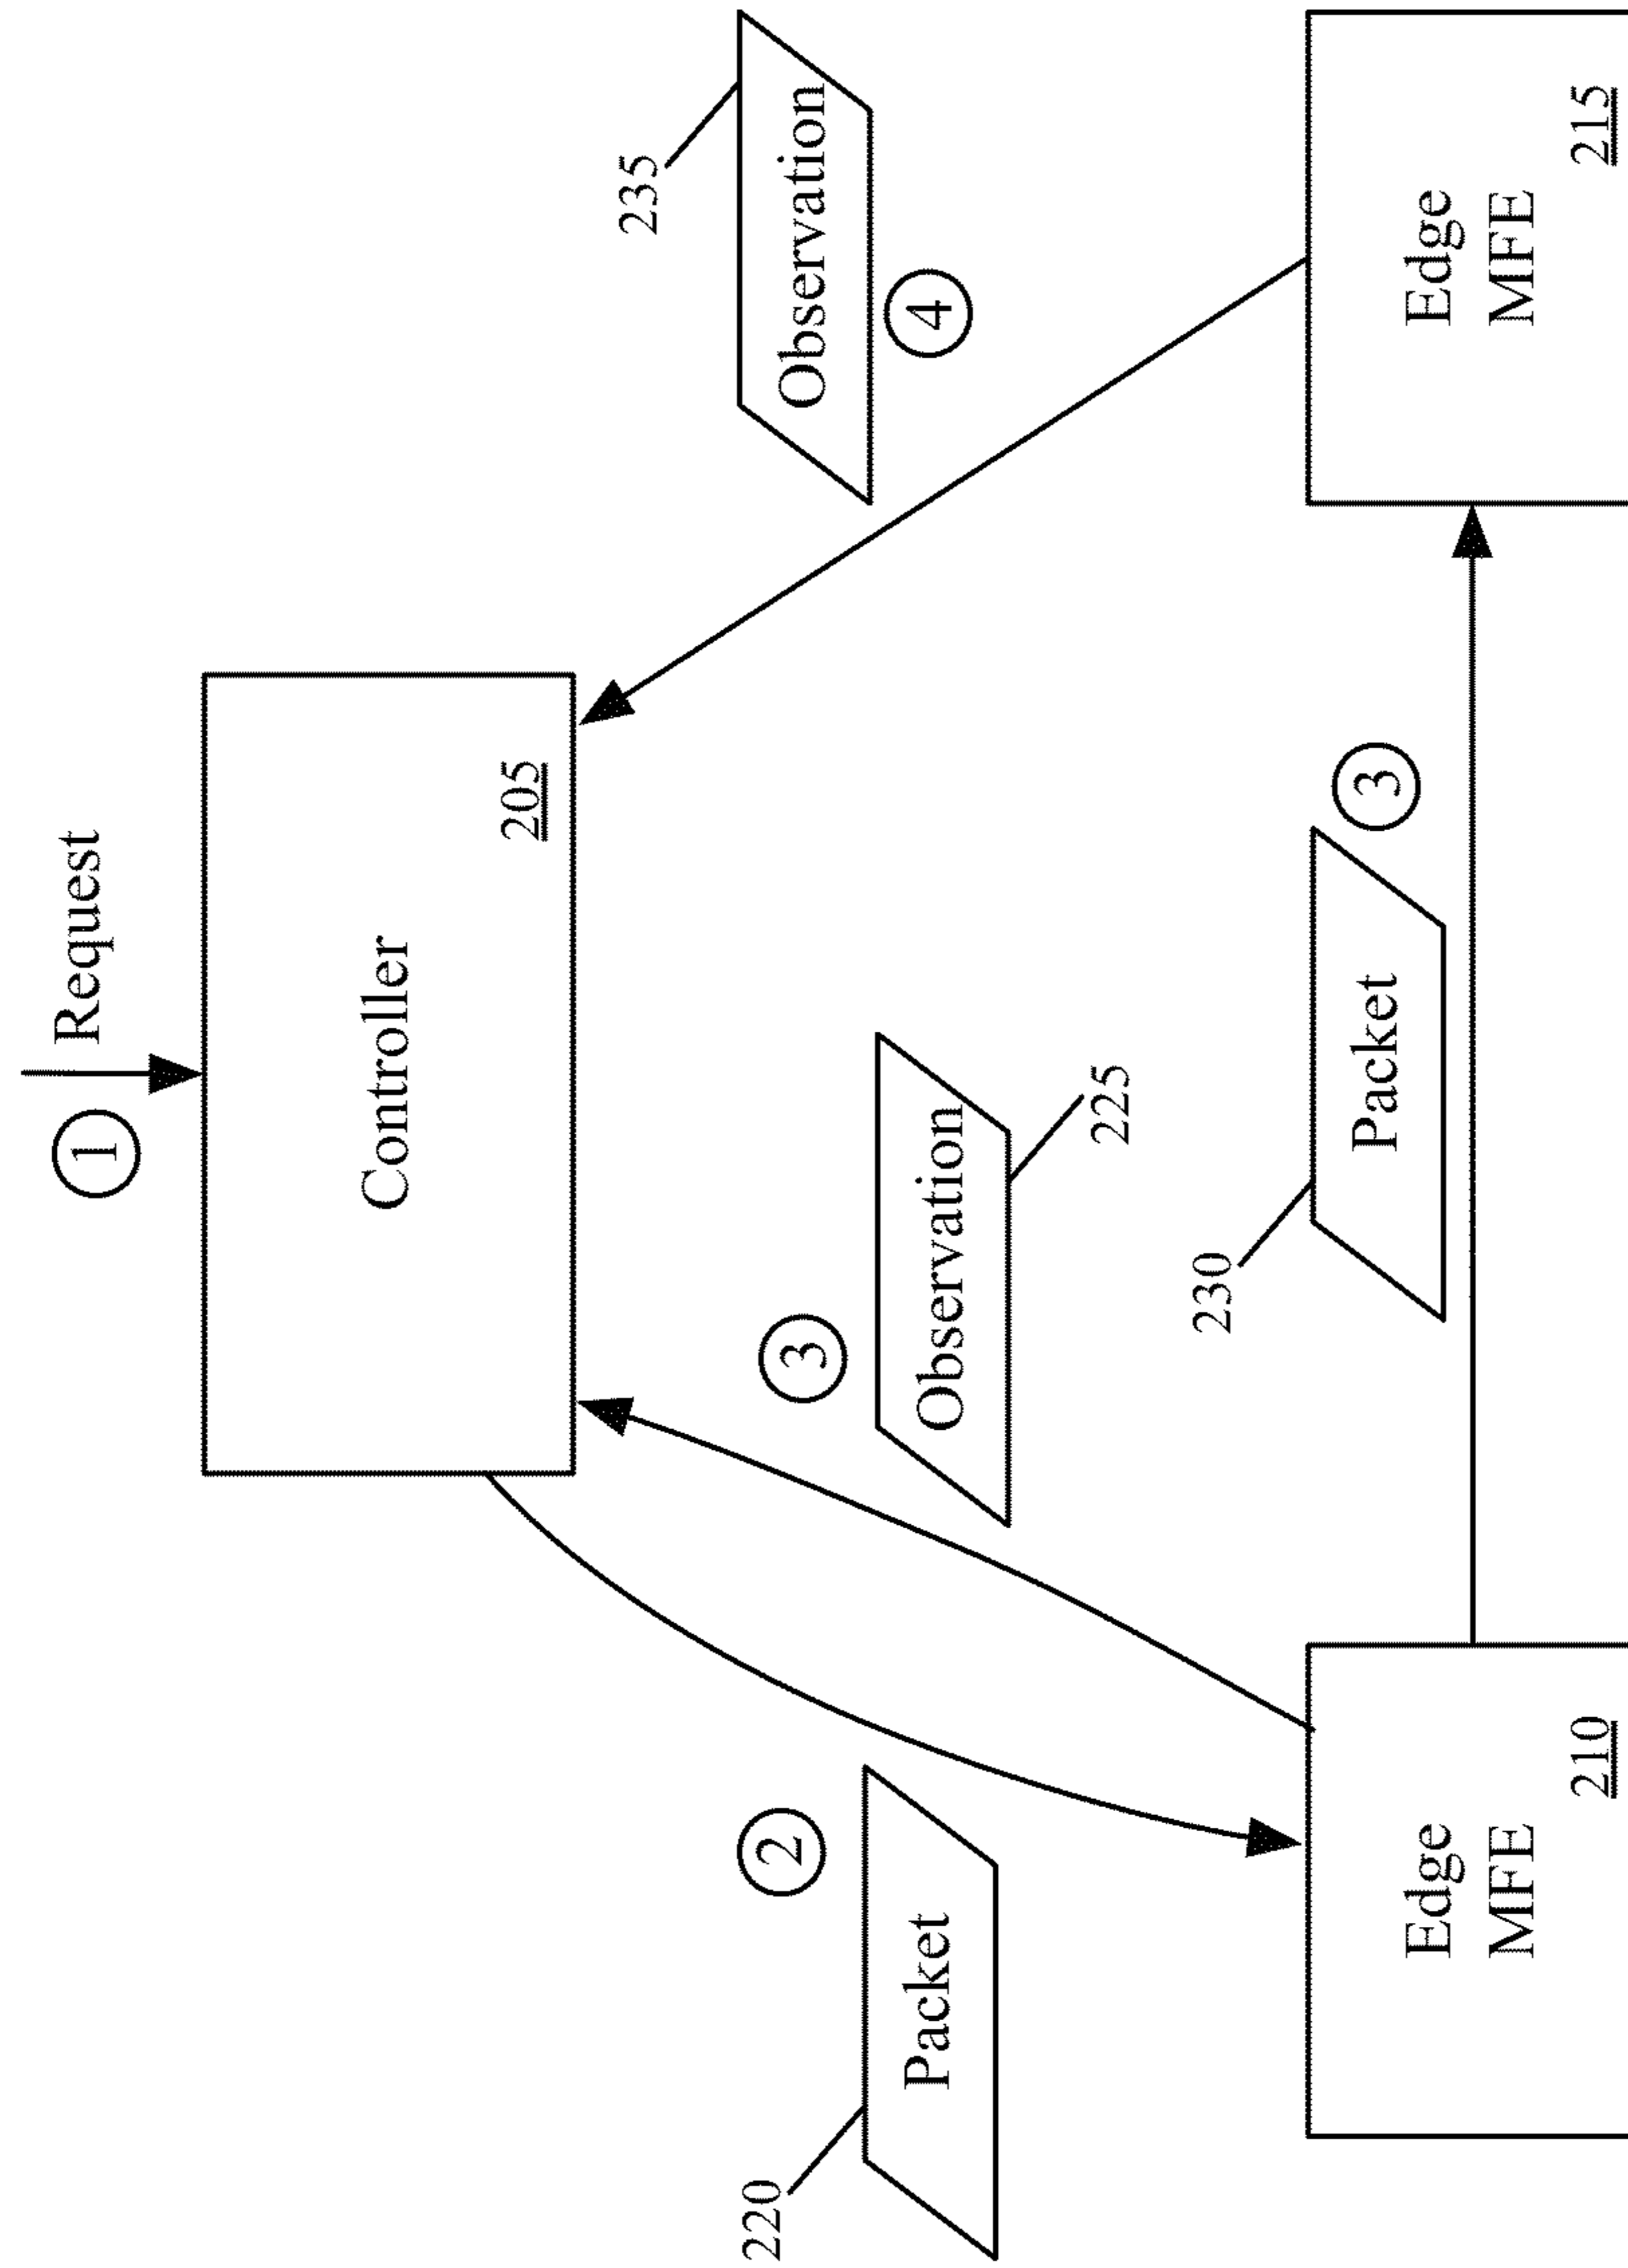 1
Request
Controller
205
235
Observation
4
3
Observation
225
2
220
Packet
230
Packet
3
Edge
MFE
210
Edge
MFE
215